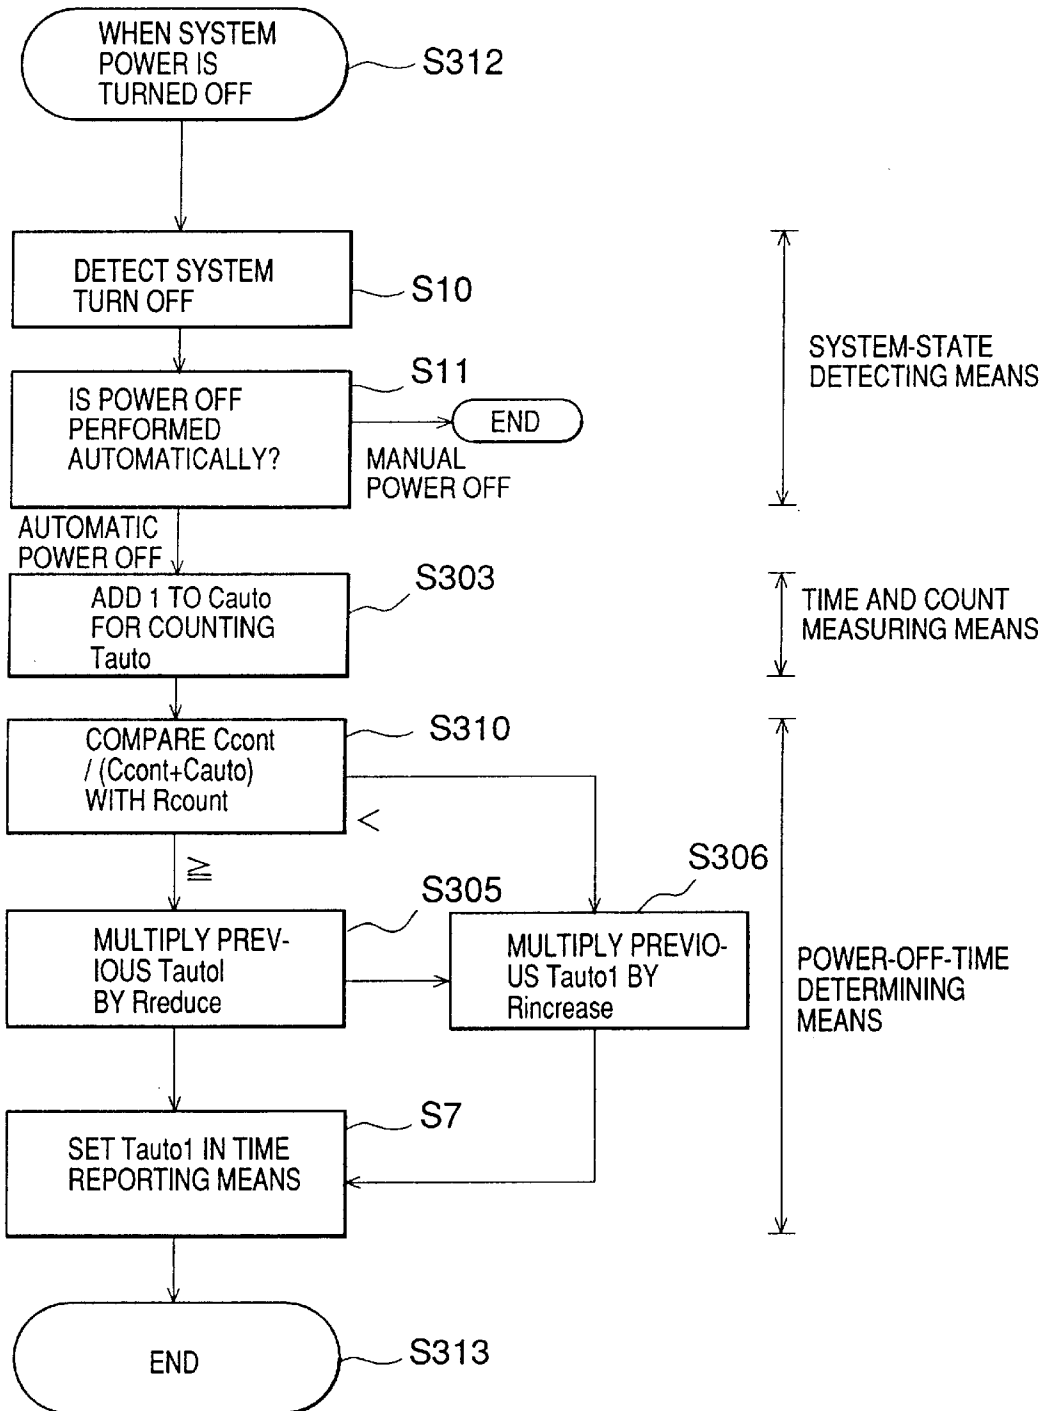 WHEN SYSTEM
POWER IS
TURNED OFF
S312
DETECT SYSTEM
TURN OFF
S10
SYSTEM-STATE
DETECTING MEANS
S11
IS POWER OFF
PERFORMED
AUTOMATICALLY?
END
MANUAL
POWER OFF
AUTOMATIC
POWER OFF
S303
ADD 1 TO Cauto
FOR COUNTING
Tauto
TIME AND COUNT
MEASURING MEANS
S310
COMPARE Ccont
/ (Ccont+Cauto)
WITH Rcount
<
≧
S306
S305
MULTIPLY PREV-
IOUS Tautol
BY Rreduce
MULTIPLY PREVIO-
US Tauto1 BY
Rincrease
POWER-OFF-TIME
DETERMINING
MEANS
S7
SET Tauto1 IN TIME
REPORTING MEANS
END
S313